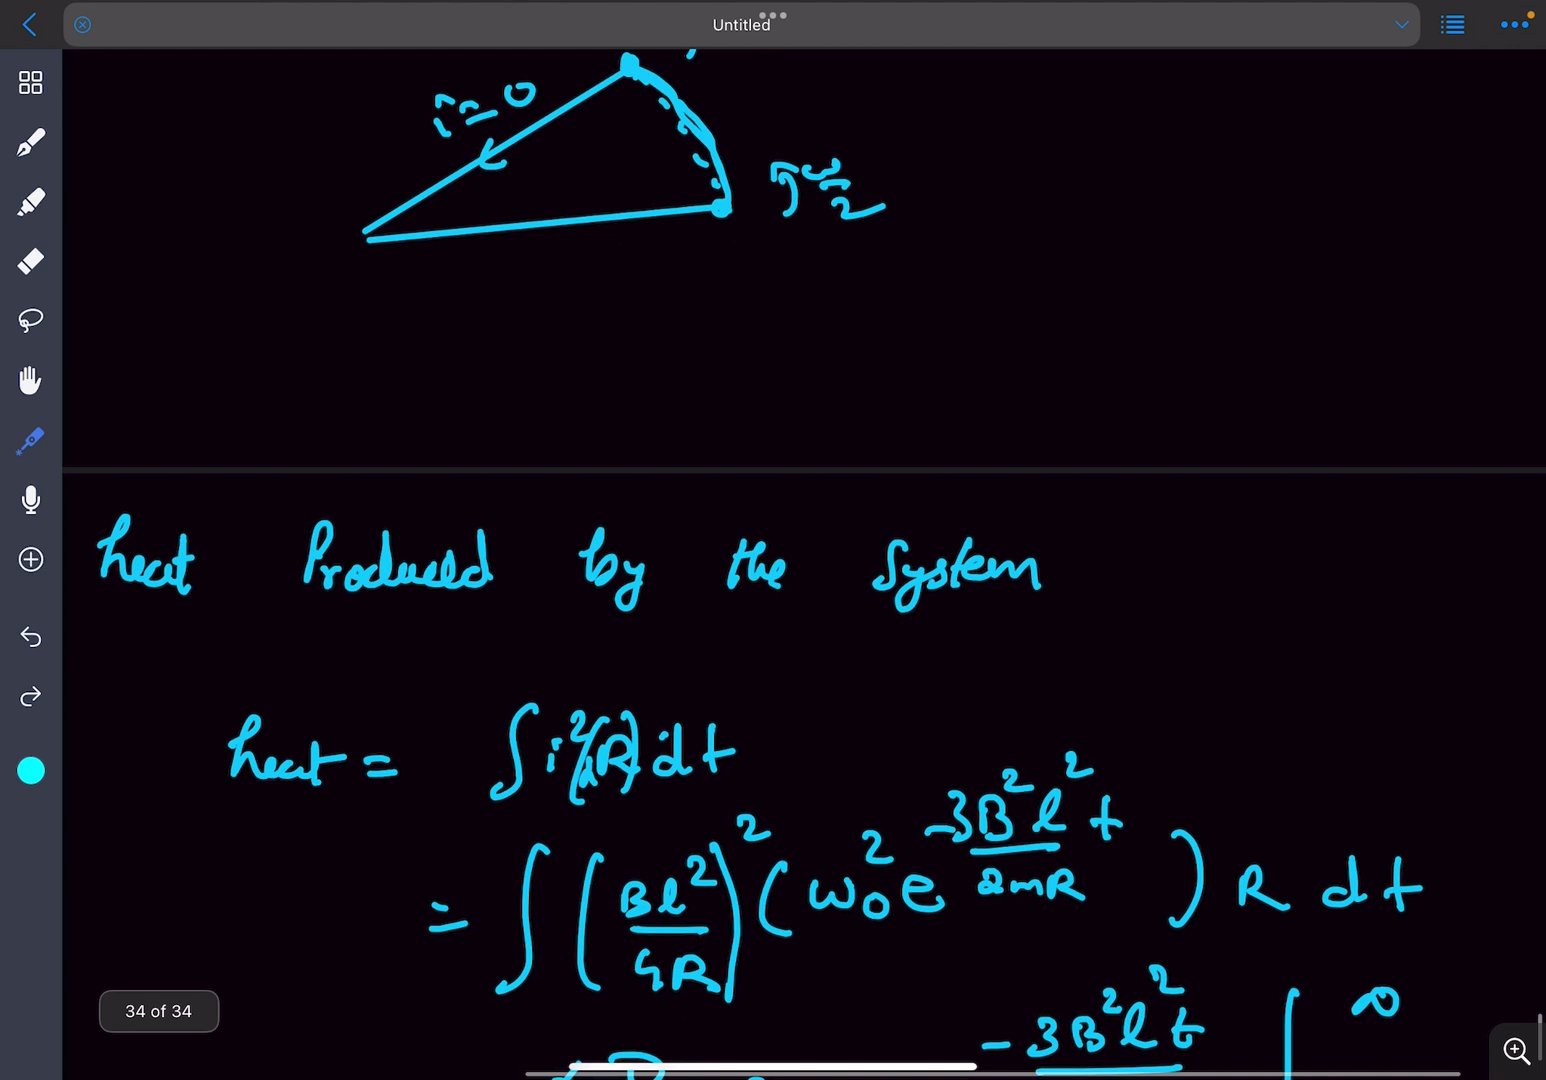 Untitled
i = 0
heat Produced by the System
heat = ∫ i²(2R) dt
= ∫ (Bl²/4R)² (ω₀² e^(-3B²l²t/2mR)) R dt
-3B²l²t | ∞
34 of 34